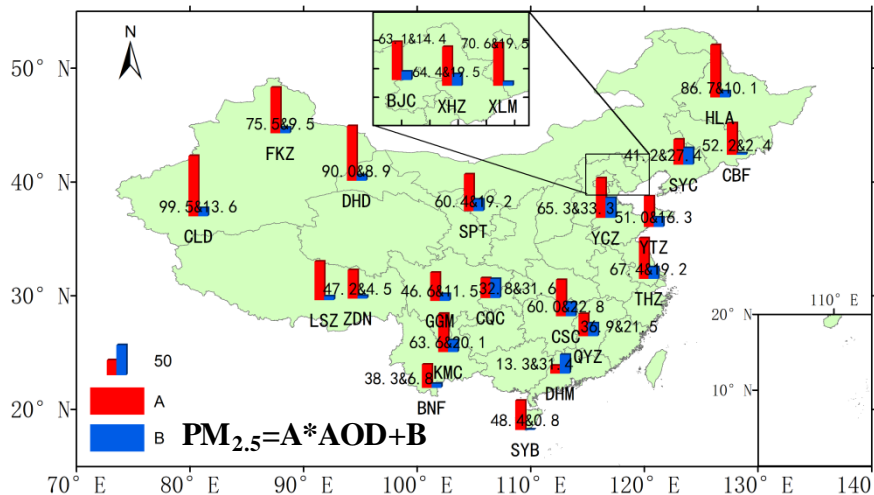 N
63.1&14.4
70.6&19.5
64.4&19.5
BJC
XHZ
XLM
50° N
40° N
30° N
20° N
86.7&10.1
HLA
75.5&9.5
FKZ
52.2&2.4
CBF
41.2&27.4
SYC
90.0&8.9
DHD
99.5&13.6
CLD
60.4&19.2
SPT
65.3&33.3
YCZ
51.0&16.3
YTZ
67.4&19.2
THZ
LSZ
47.2&4.5
ZDN
46.6&11.5
GGM
32.8&31.6
CQC
60.0&22.8
CSC
36.9&21.5
QYZ
63.6&20.1
KMC
13.3&31.4
DHM
38.3&6.8
BNF
48.4&0.8
SYB
110° E
20° N
10° N
50
A
B
PM2.5=A*AOD+B
70° E
80° E
90° E
100° E
110° E
120° E
130° E
140